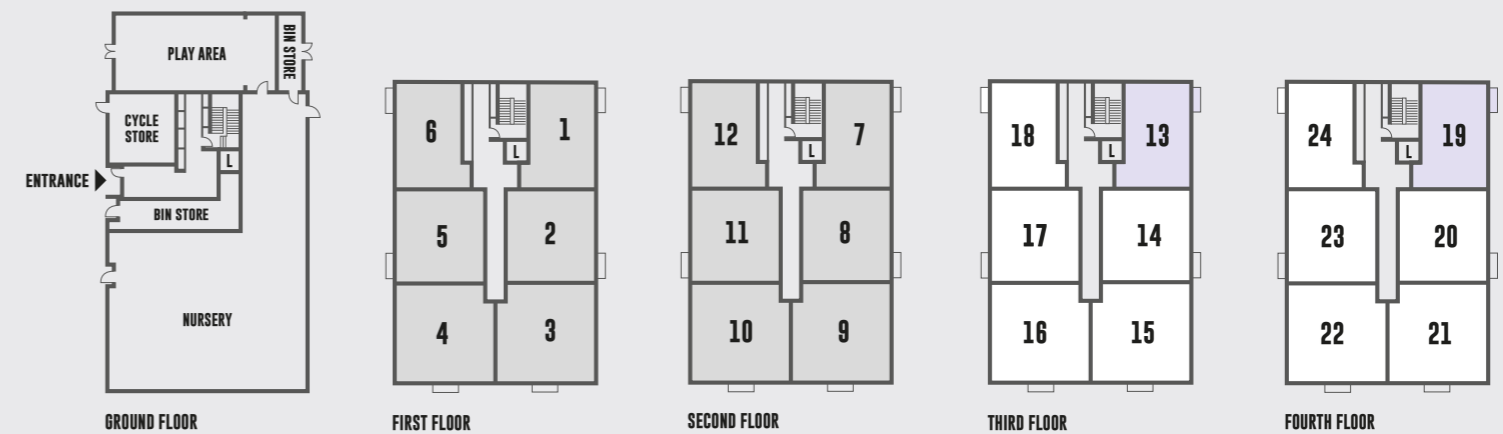 PLAY AREA
BIN STORE
CYCLE
STORE
L
ENTRANCE
BIN STORE
NURSERY
GROUND FLOOR
6
1
L
5
2
4
3
FIRST FLOOR
12
7
L
11
8
10
9
SECOND FLOOR
18
13
L
17
14
16
15
THIRD FLOOR
24
19
L
23
20
22
21
FOURTH FLOOR